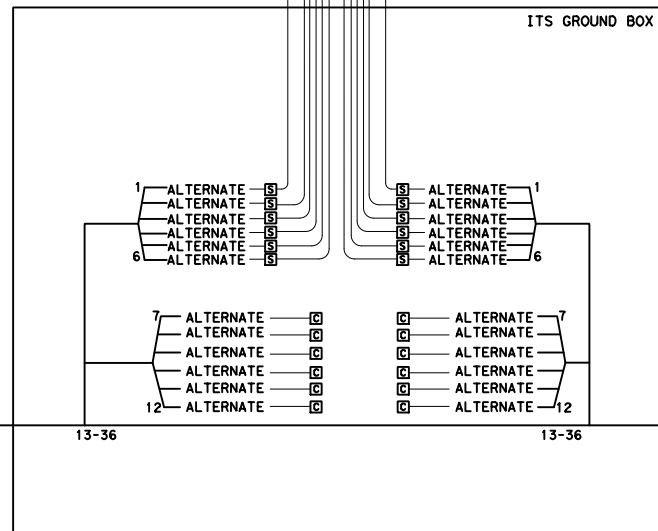 ITS GROUND BOX
1 ALTERNATE S S ALTERNATE 1
ALTERNATE S S ALTERNATE
ALTERNATE S S ALTERNATE
ALTERNATE S S ALTERNATE
ALTERNATE S S ALTERNATE
6 ALTERNATE S S ALTERNATE 6
7 ALTERNATE C C ALTERNATE 7
ALTERNATE C C ALTERNATE
ALTERNATE C C ALTERNATE
ALTERNATE C C ALTERNATE
ALTERNATE C C ALTERNATE
12 ALTERNATE C C ALTERNATE 12
13-36 13-36